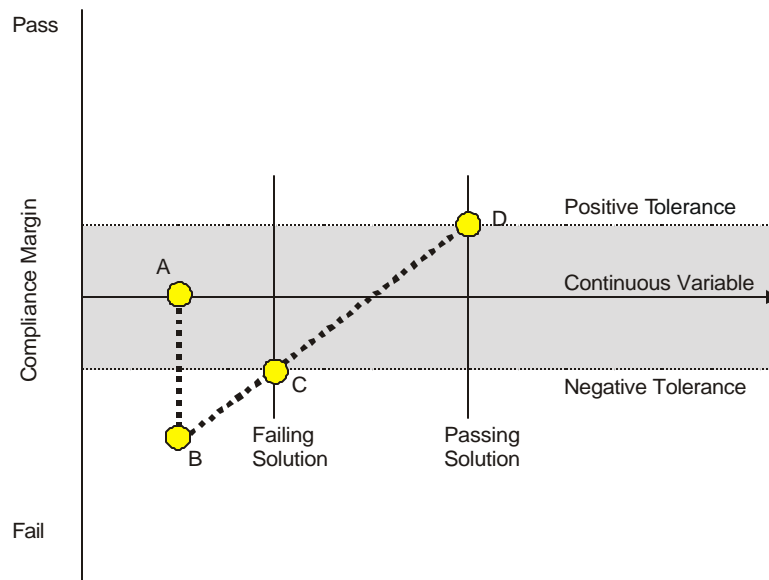 Pass
Positive Tolerance
D
A
Continuous Variable
Compliance Margin
C
Negative Tolerance
B
Failing
Solution
Passing
Solution
Fail